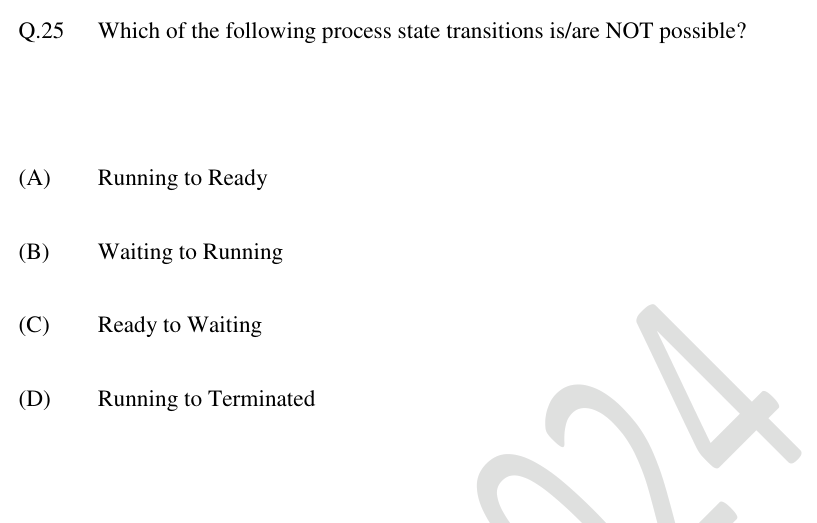 Q.25 Which of the following process state transitions is/are NOT possible?
(A) Running to Ready
(B) Waiting to Running
(C) Ready to Waiting
(D) Running to Terminated